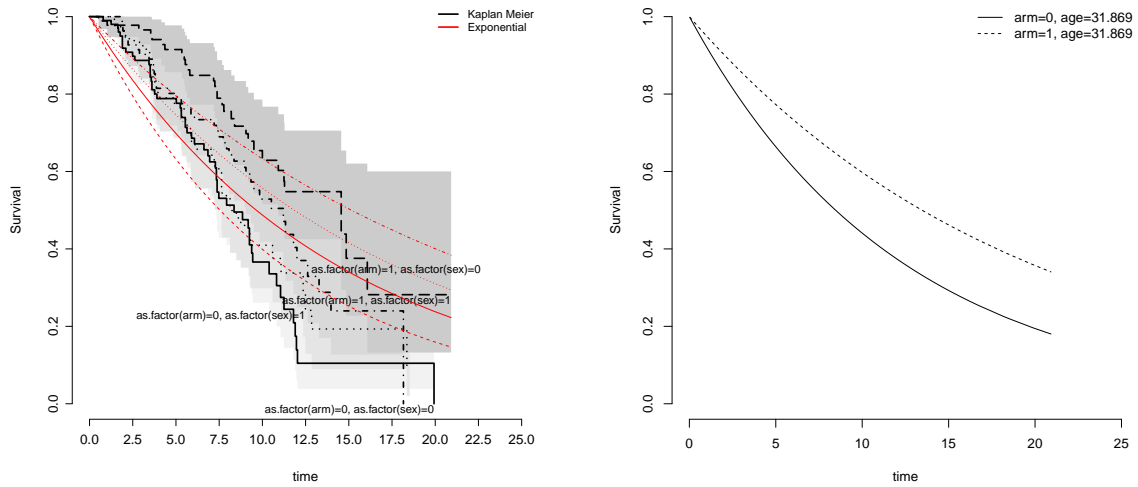 Kaplan Meier
Exponential
Survival
1.0
0.8
0.6
0.4
0.2
0.0
as.factor(arm)=1, as.factor(sex)=0
as.factor(arm)=1, as.factor(sex)=1
as.factor(arm)=0, as.factor(sex)=1
as.factor(arm)=0, as.factor(sex)=0
0.0 2.5 5.0 7.5 10.0 12.5 15.0 17.5 20.0 22.5 25.0
time
arm=0, age=31.869
arm=1, age=31.869
Survival
1.0
0.8
0.6
0.4
0.2
0.0
0 5 10 15 20 25
time